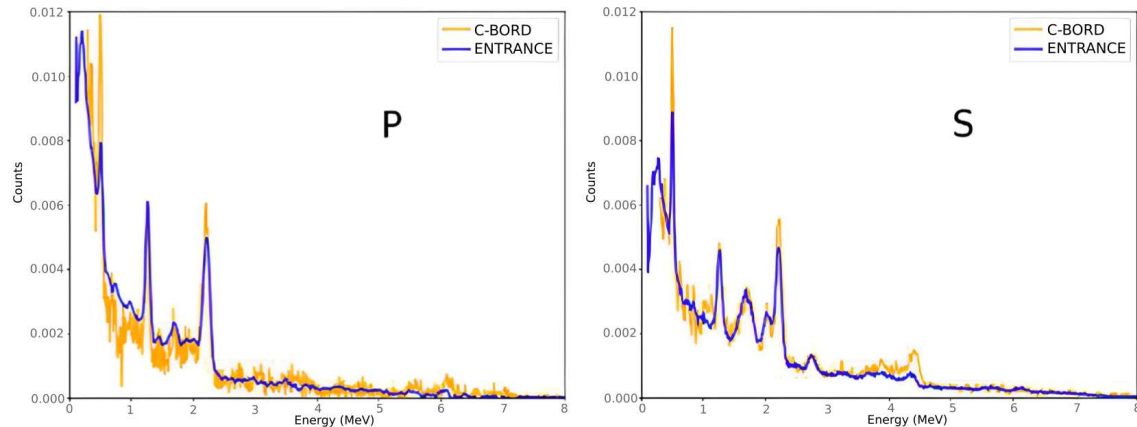 C-BORD
ENTRANCE
P
Counts
0.012
0.010
0.008
0.006
0.004
0.002
0.000
0 1 2 3 4 5 6 7 8
Energy (MeV)
C-BORD
ENTRANCE
S
Counts
0.012
0.010
0.008
0.006
0.004
0.002
0.000
0 1 2 3 4 5 6 7 8
Energy (MeV)